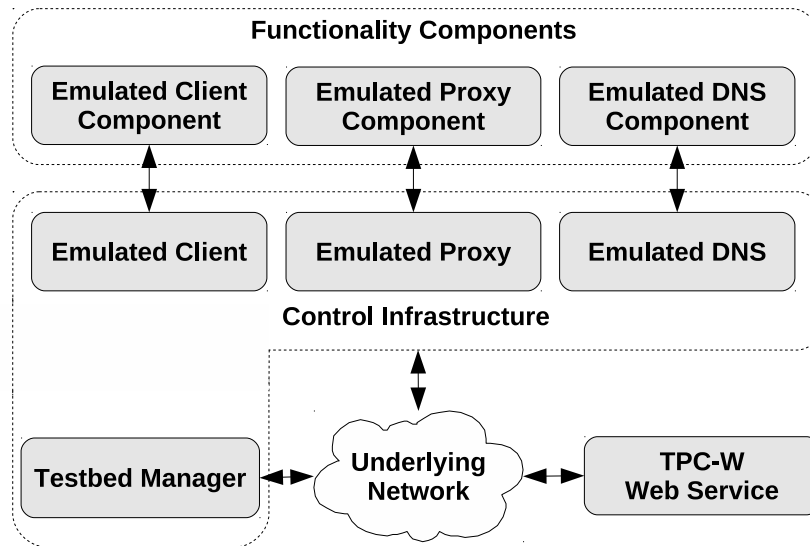 Functionality Components
Emulated Client
Component
Emulated Proxy
Component
Emulated DNS
Component
Emulated Client
Emulated Proxy
Emulated DNS
Control Infrastructure
Testbed Manager
Underlying
Network
TPC-W
Web Service